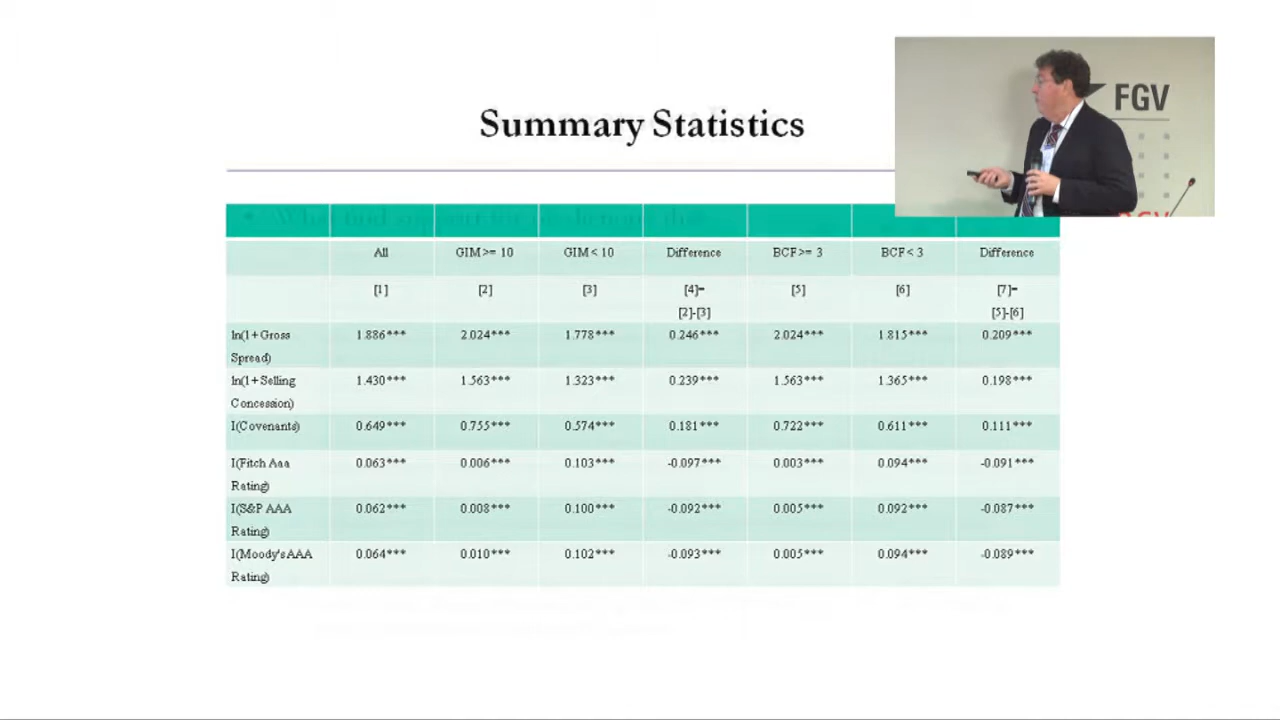 Summary Statistics
FGV
All GIM >= 10 GIM < 10 Difference BCF >= 3 BCF < 3 Difference
[1] [2] [3] [4]= [5] [6] [7]=
[2]-[3] [5]-[6]
ln(1+Gross 1.886*** 2.024*** 1.778*** 0.246*** 2.024*** 1.815*** 0.209***
Spread)
ln(1+Selling 1.430*** 1.563*** 1.323*** 0.239*** 1.563*** 1.365*** 0.198***
Concession)
I(Covenants) 0.649*** 0.755*** 0.574*** 0.181*** 0.722*** 0.611*** 0.111***
I(Fitch Aaa 0.063*** 0.006*** 0.103*** -0.097*** 0.003*** 0.094*** -0.091***
Rating)
I(S&P AAA 0.062*** 0.008*** 0.100*** -0.092*** 0.005*** 0.092*** -0.087***
Rating)
I(Moody's AAA 0.064*** 0.010*** 0.102*** -0.093*** 0.005*** 0.094*** -0.089***
Rating)